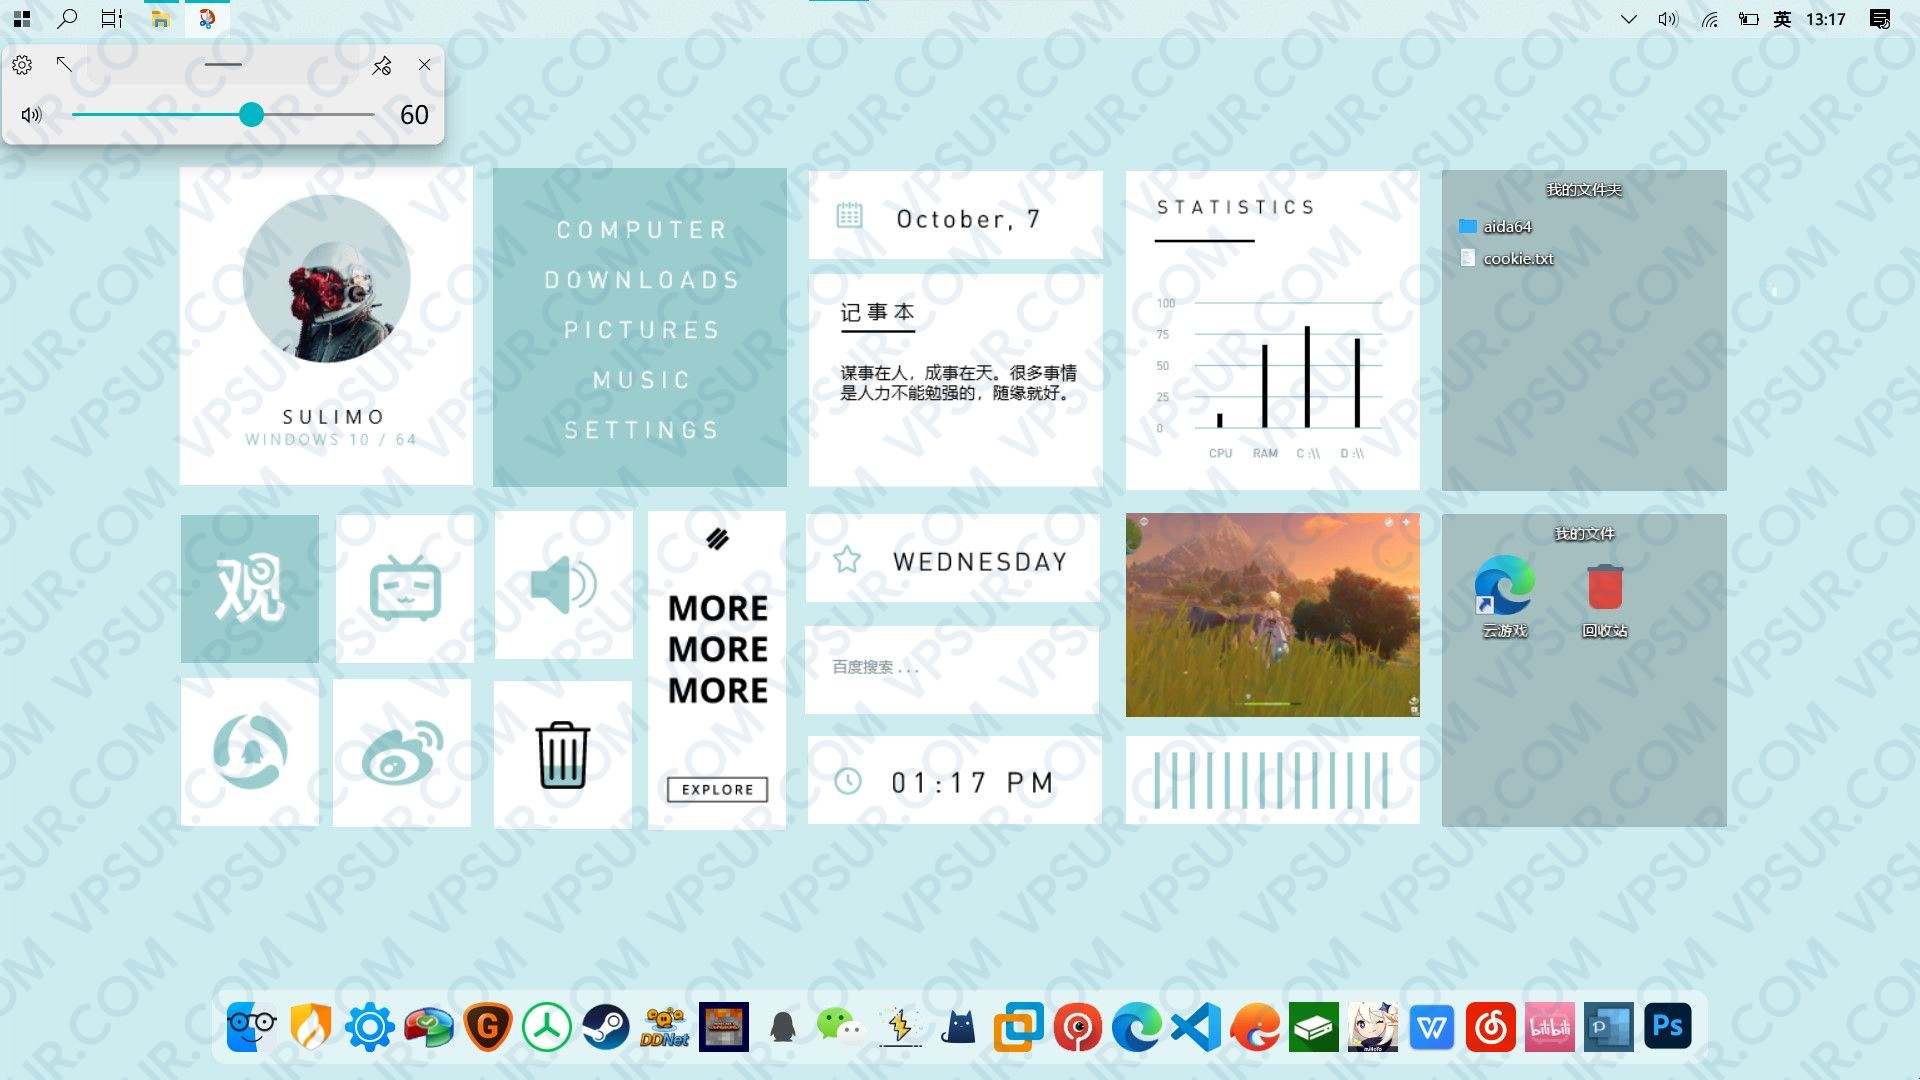 英 13:17
60
SULIMO
WINDOWS 10 / 64
COMPUTER
DOWNLOADS
PICTURES
MUSIC
SETTINGS
October, 7
记事本
谋事在人，成事在天。很多事情
是人力不能勉强的，随缘就好。
STATISTICS
100
75
50
25
0
CPU RAM C:\\ D:\\
我的文件夹
aida64
cookie.txt
观
MORE
MORE
MORE
EXPLORE
WEDNESDAY
百度搜索 . . .
01:17 PM
我的文件
云游戏
回收站
G
DDNet
W
bilibili
P
Ps
VPSUR.COM